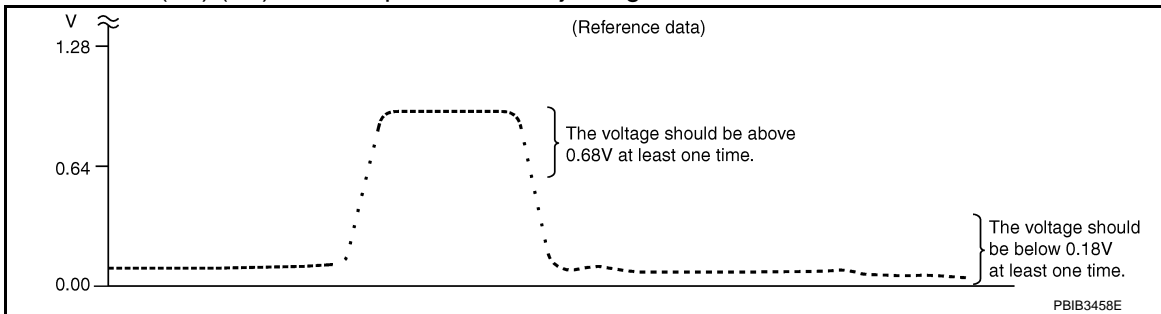 V
(Reference data)
1.28
The voltage should be above
0.68V at least one time.
0.64
The voltage should
be below 0.18V
at least one time.
0.00
PBIB3458E